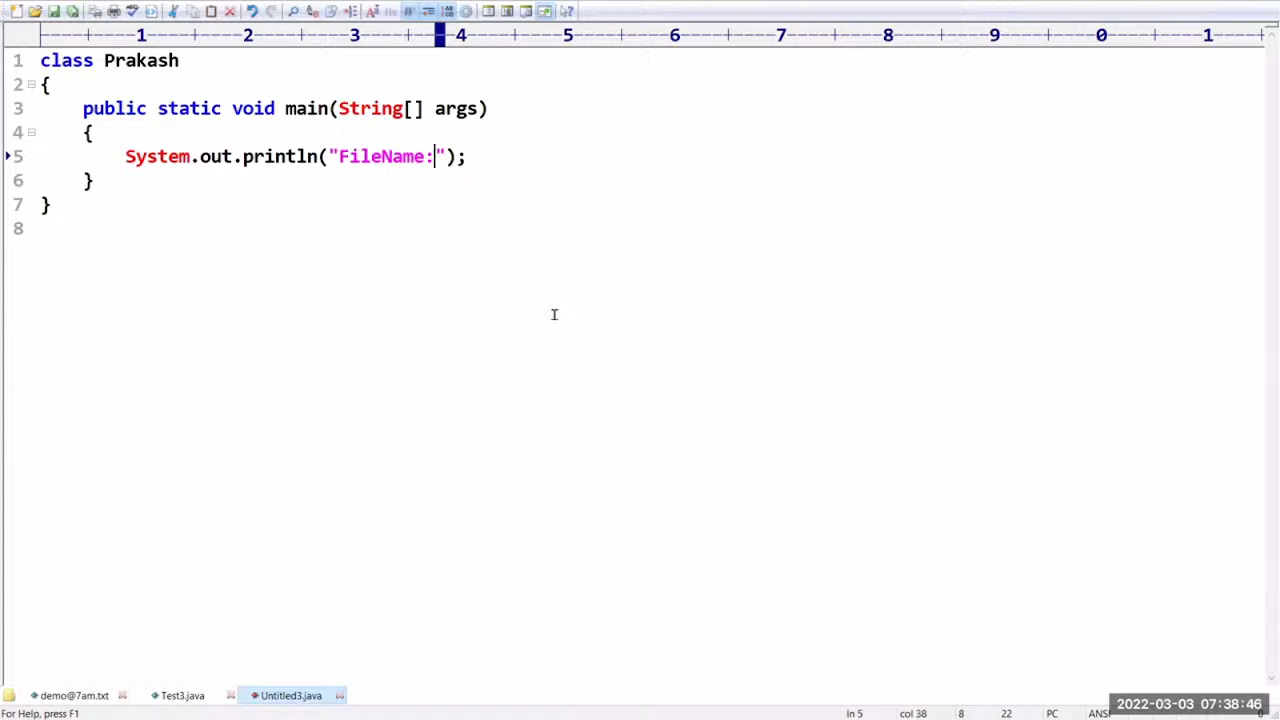 ----+----1----+----2----+----3----+----4----+----5----+----6----+----7----+----8----+----9----+----0----+----1----+
1 class Prakash
2 {
3 public static void main(String[] args)
4 {
5 System.out.println("FileName:");
6 }
7 }
8
demo@7am.txt Test3.java Untitled3.java
For Help, press F1 ln 5 col 38 8 22 PC ANSI
2022-03-03 07:38:46